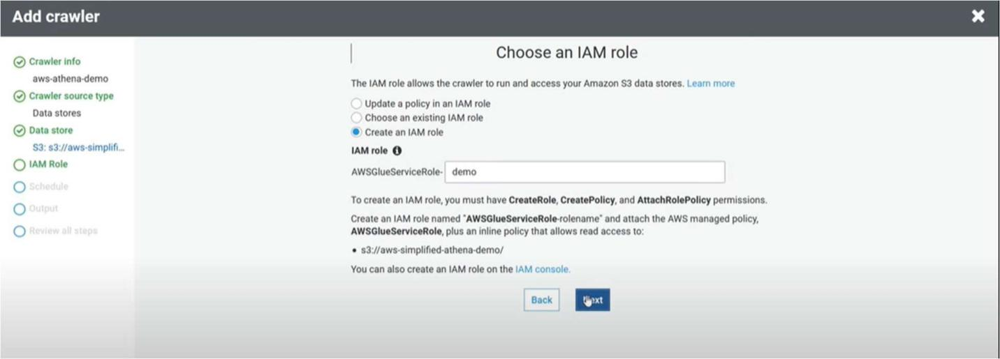 Add crawler
Crawler info
aws-athena-demo
Crawler source type
Data stores
Data store
S3: s3://aws-simplifi...
IAM Role
Schedule
Output
Review all steps
Choose an IAM role
The IAM role allows the crawler to run and access your Amazon S3 data stores. Learn more
Update a policy in an IAM role
Choose an existing IAM role
Create an IAM role
IAM role
AWSGlueServiceRole- demo
To create an IAM role, you must have CreateRole, CreatePolicy, and AttachRolePolicy permissions.
Create an IAM role named "AWSGlueServiceRole-rolename" and attach the AWS managed policy,
AWSGlueServiceRole, plus an inline policy that allows read access to:
• s3://aws-simplified-athena-demo/
You can also create an IAM role on the IAM console.
Back Next